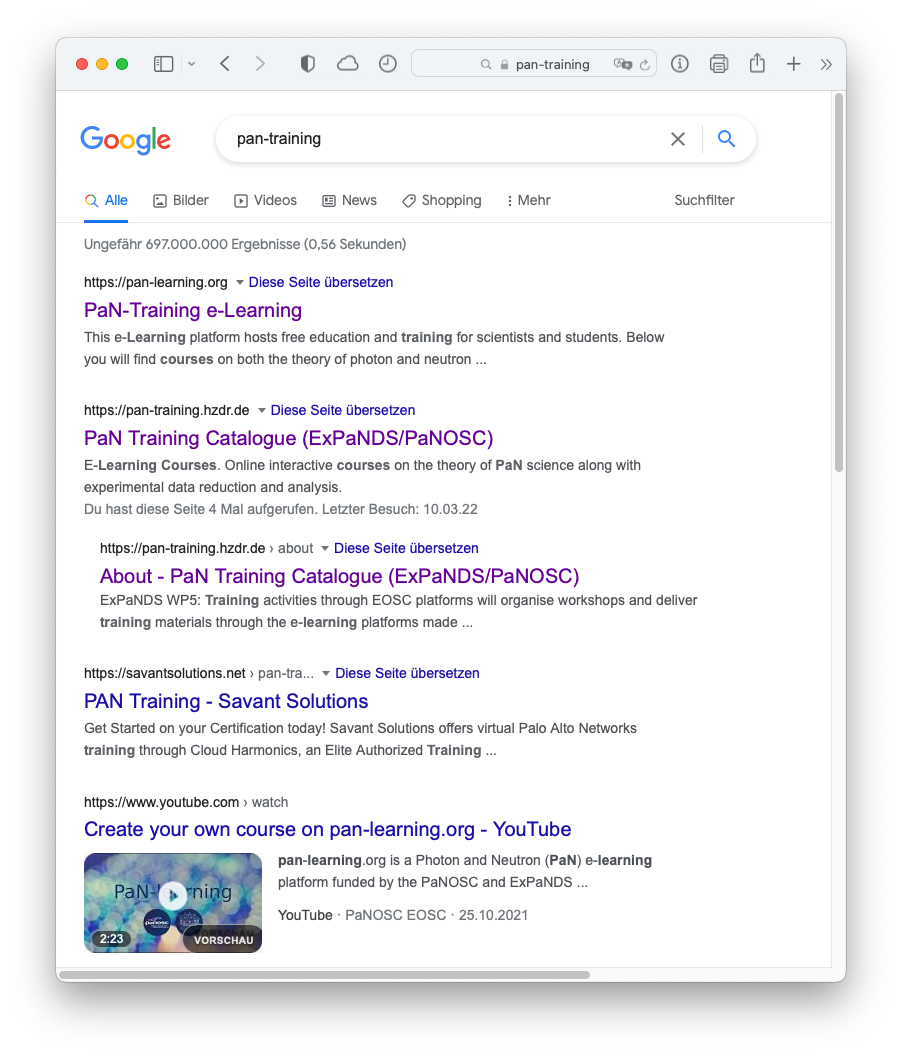 pan-training
Google
pan-training
Alle Bilder Videos News Shopping Mehr Suchfilter
Ungefähr 697.000.000 Ergebnisse (0,56 Sekunden)
https://pan-learning.org Diese Seite übersetzen
PaN-Training e-Learning
This e-Learning platform hosts free education and training for scientists and students. Below
you will find courses on both the theory of photon and neutron ...
https://pan-training.hzdr.de Diese Seite übersetzen
PaN Training Catalogue (ExPaNDS/PaNOSC)
E-Learning Courses. Online interactive courses on the theory of PaN science along with
experimental data reduction and analysis.
Du hast diese Seite 4 Mal aufgerufen. Letzter Besuch: 10.03.22
https://pan-training.hzdr.de › about Diese Seite übersetzen
About - PaN Training Catalogue (ExPaNDS/PaNOSC)
ExPaNDS WP5: Training activities through EOSC platforms will organise workshops and deliver
training materials through the e-learning platforms made ...
https://savantsolutions.net › pan-tra... Diese Seite übersetzen
PAN Training - Savant Solutions
Get Started on your Certification today! Savant Solutions offers virtual Palo Alto Networks
training through Cloud Harmonics, an Elite Authorized Training ...
https://www.youtube.com › watch
Create your own course on pan-learning.org - YouTube
pan-learning.org is a Photon and Neutron (PaN) e-learning
platform funded by the PaNOSC and ExPaNDS ...
YouTube · PaNOSC EOSC · 25.10.2021
panosc
2:23 VORSCHAU